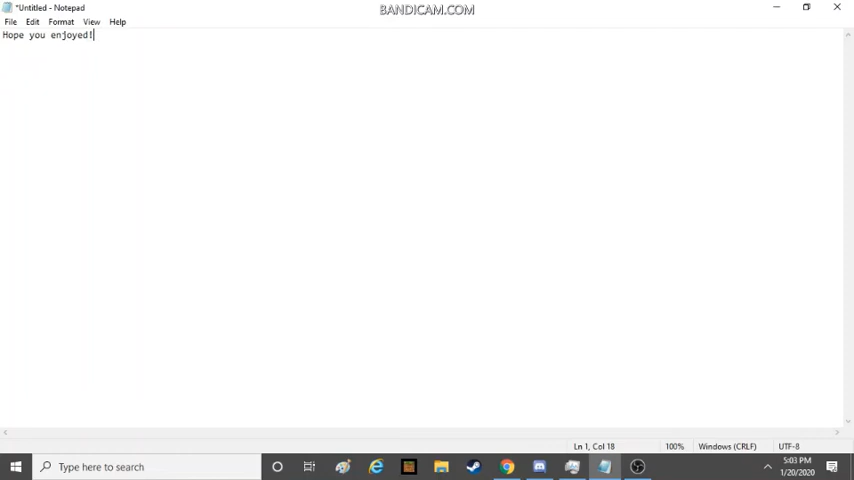 *Untitled - Notepad
BANDICAM.COM
File Edit Format View Help
Hope you enjoyed!
Ln 1, Col 18 100% Windows (CRLF) UTF-8
Type here to search
5:03 PM
1/20/2020